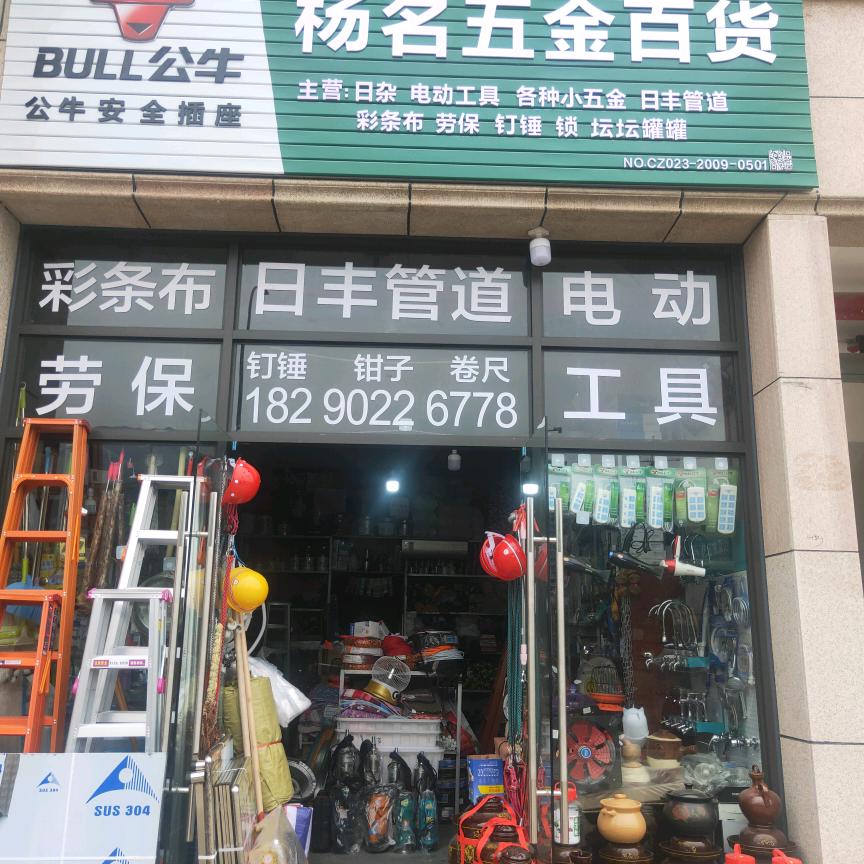 杨名五金百货
BULL公牛
公牛安全插座
主营:日杂 电动工具 各种小五金 日丰管道
彩条布 劳保 钉锤 锁 坛坛罐罐
NO.CZ023-2009-0501
彩条布 日丰管道 电动
劳保 钉锤 钳子 卷尺 工具
182 9022 6778
SUS 304
SUS 304